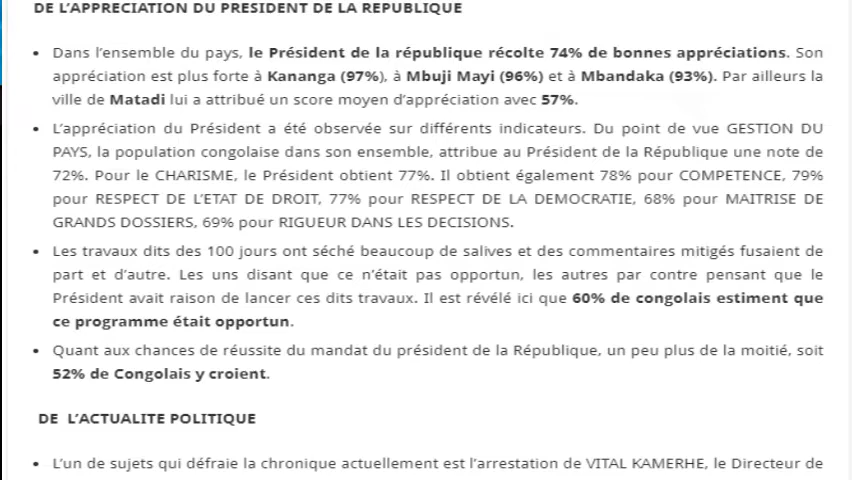 DE L’APPRECIATION DU PRESIDENT DE LA REPUBLIQUE
• Dans l’ensemble du pays, le Président de la république récolte 74% de bonnes appréciations. Son
appréciation est plus forte à Kananga (97%), à Mbuji Mayi (96%) et à Mbandaka (93%). Par ailleurs la
ville de Matadi lui a attribué un score moyen d’appréciation avec 57%.
• L’appréciation du Président a été observée sur différents indicateurs. Du point de vue GESTION DU
PAYS, la population congolaise dans son ensemble, attribue au Président de la République une note de
72%. Pour le CHARISME, le Président obtient 77%. Il obtient également 78% pour COMPETENCE, 79%
pour RESPECT DE L’ETAT DE DROIT, 77% pour RESPECT DE LA DEMOCRATIE, 68% pour MAITRISE DE
GRANDS DOSSIERS, 69% pour RIGUEUR DANS LES DECISIONS.
• Les travaux dits des 100 jours ont séché beaucoup de salives et des commentaires mitigés fusaient de
part et d’autre. Les uns disant que ce n’était pas opportun, les autres par contre pensant que le
Président avait raison de lancer ces dits travaux. Il est révélé ici que 60% de congolais estiment que
ce programme était opportun.
• Quant aux chances de réussite du mandat du président de la République, un peu plus de la moitié, soit
52% de Congolais y croient.
DE L’ACTUALITE POLITIQUE
• L’un de sujets qui défraie la chronique actuellement est l’arrestation de VITAL KAMERHE, le Directeur de